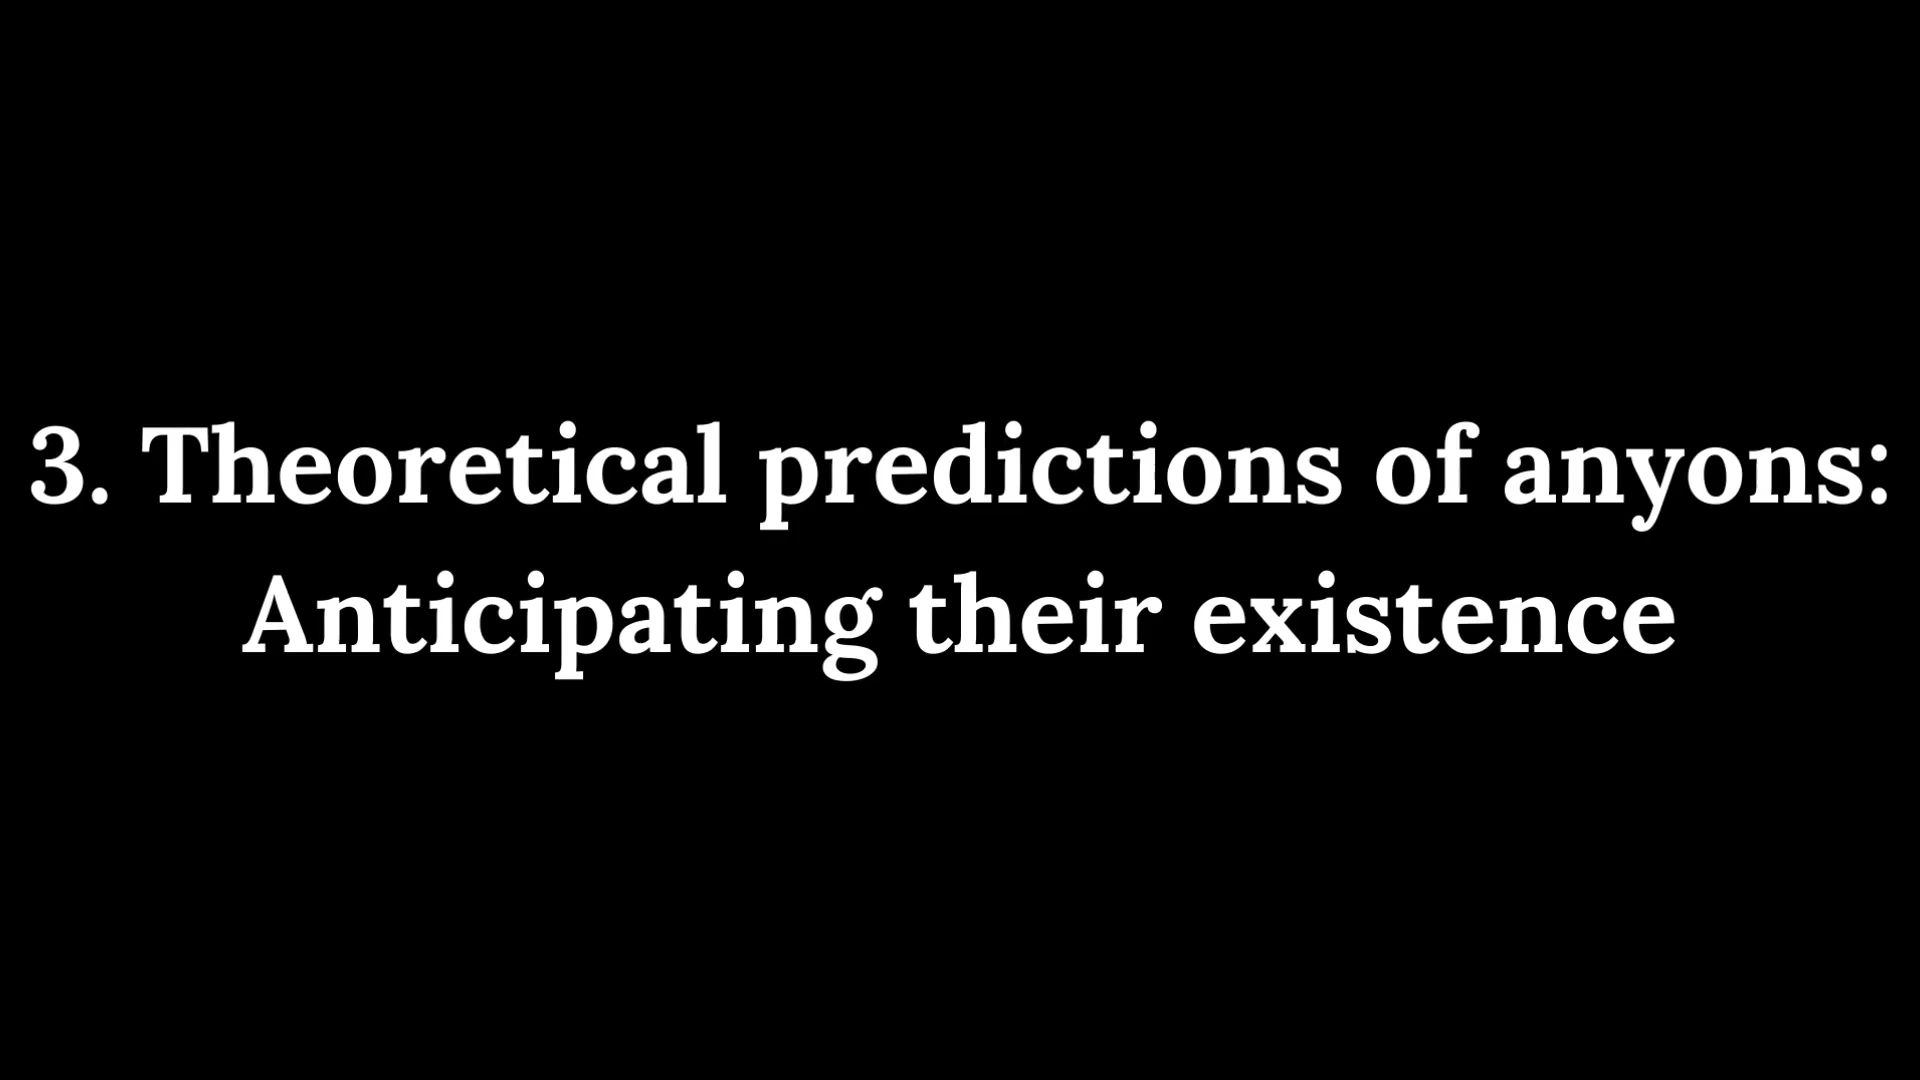 3. Theoretical predictions of anyons:
Anticipating their existence